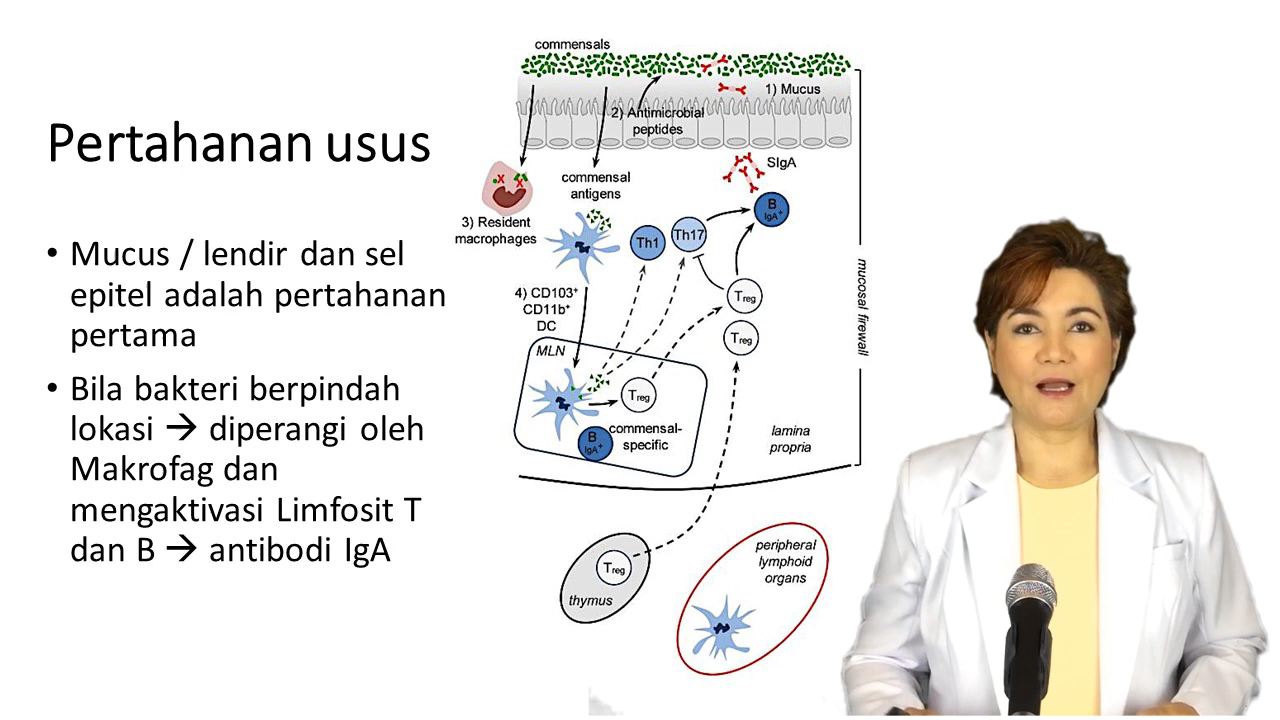 Pertahanan usus
• Mucus / lendir dan sel
epitel adalah pertahanan
pertama
• Bila bakteri berpindah
lokasi → diperangi oleh
Makrofag dan
mengaktivasi Limfosit T
dan B → antibodi IgA
commensals
1) Mucus
2) Antimicrobial
peptides
SIgA
commensal
antigens
B
IgA+
3) Resident
macrophages
Th1
Th17
4) CD103+
CD11b+
DC
Treg
Treg
mucosal firewall
MLN
Treg
commensal-
specific
B
IgA+
lamina
propria
Treg
thymus
peripheral
lymphoid
organs